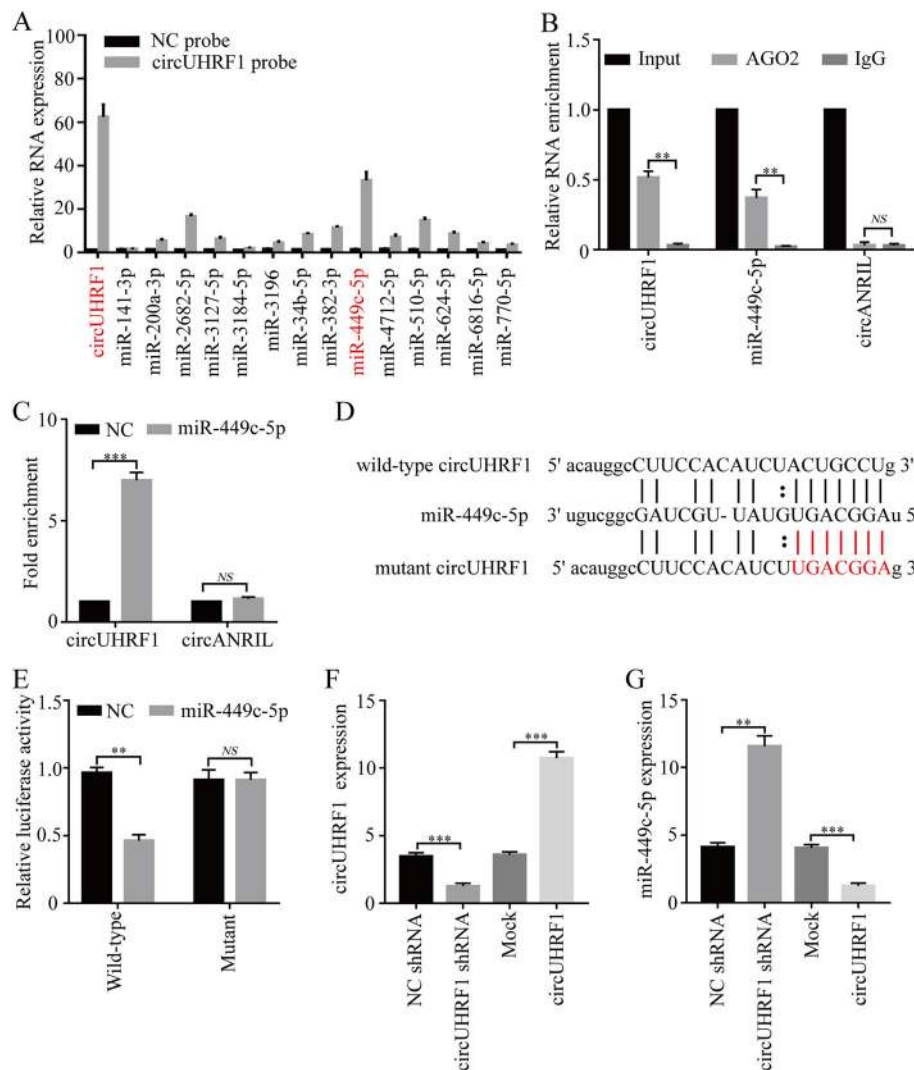 A
NC probe
circUHRF1 probe
Relative RNA expression
100
80
60
40
20
0
circUHRF1
miR-141-3p
miR-200a-3p
miR-2682-5p
miR-3127-5p
miR-3184-5p
miR-3196
miR-34b-5p
miR-382-3p
miR-449c-5p
miR-4712-5p
miR-510-5p
miR-624-5p
miR-6816-5p
miR-770-5p
B
Input AGO2 IgG
Relative RNA enrichment
1.5
1.0
0.5
0
** ** NS
circUHRF1
miR-449c-5p
circANRIL
C
NC miR-449c-5p
Fold enrichment
10
5
0
*** NS
circUHRF1 circANRIL
D
wild-type circUHRF1 5' acauggcCUUCCACAUCUACUGCCUg 3'
miR-449c-5p 3' ugucggcGAUCGU-UAUGUGACGGAu 5
mutant circUHRF1 5' acauggcCUUCCACAUCUUGACGGAg 3
E
NC miR-449c-5p
Relative luciferase activity
1.5
1.0
0.5
0
** NS
Wild-type
Mutant
F
circUHRF1 expression
15
10
5
0
*** ***
NC shRNA
circUHRF1 shRNA
Mock
circUHRF1
G
miR-449c-5p expression
15
10
5
0
** ***
NC shRNA
circUHRF1 shRNA
Mock
circUHRF1